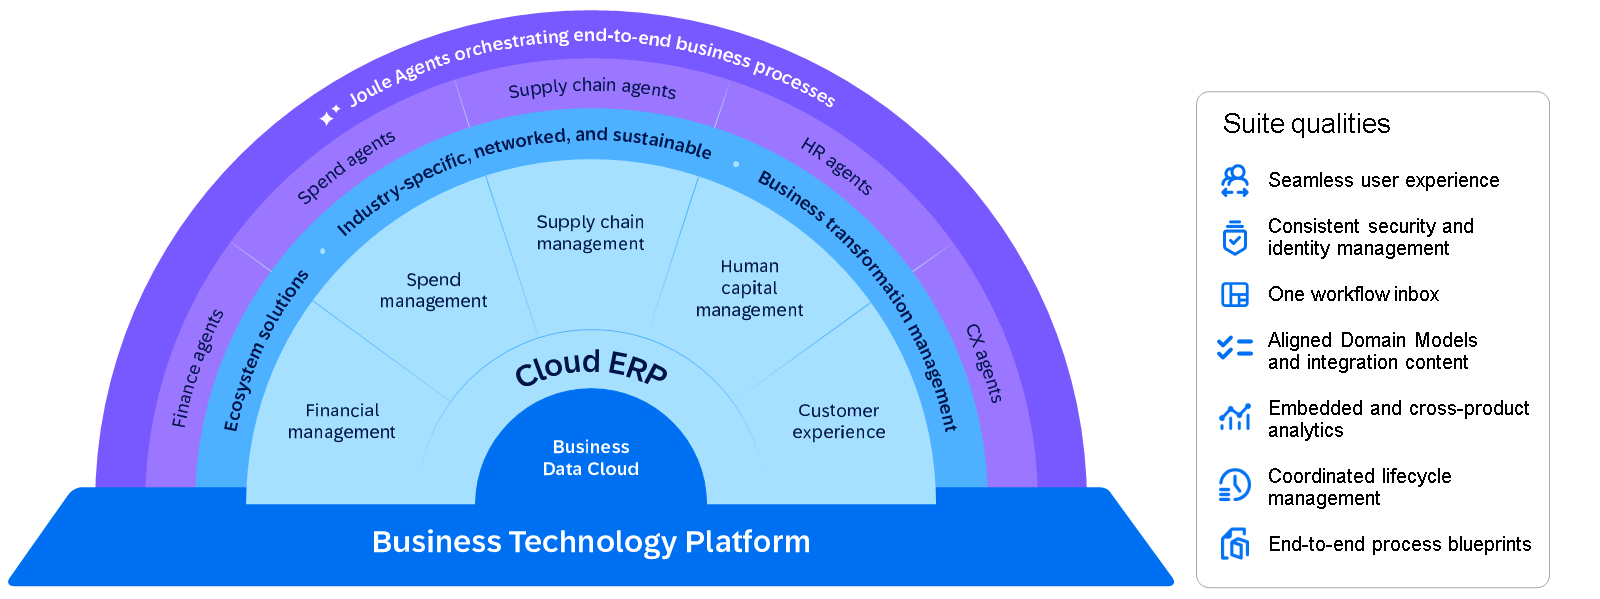 Joule Agents orchestrating end-to-end business processes
Finance agents
Spend agents
Supply chain agents
HR agents
CX agents
Ecosystem solutions • Industry-specific, networked, and sustainable • Business transformation management
Financial
management
Spend
management
Supply chain
management
Human
capital
management
Customer
experience
Cloud ERP
Business
Data Cloud
Business Technology Platform
Suite qualities
Seamless user experience
Consistent security and
identity management
One workflow inbox
Aligned Domain Models
and integration content
Embedded and cross-product
analytics
Coordinated lifecycle
management
End-to-end process blueprints